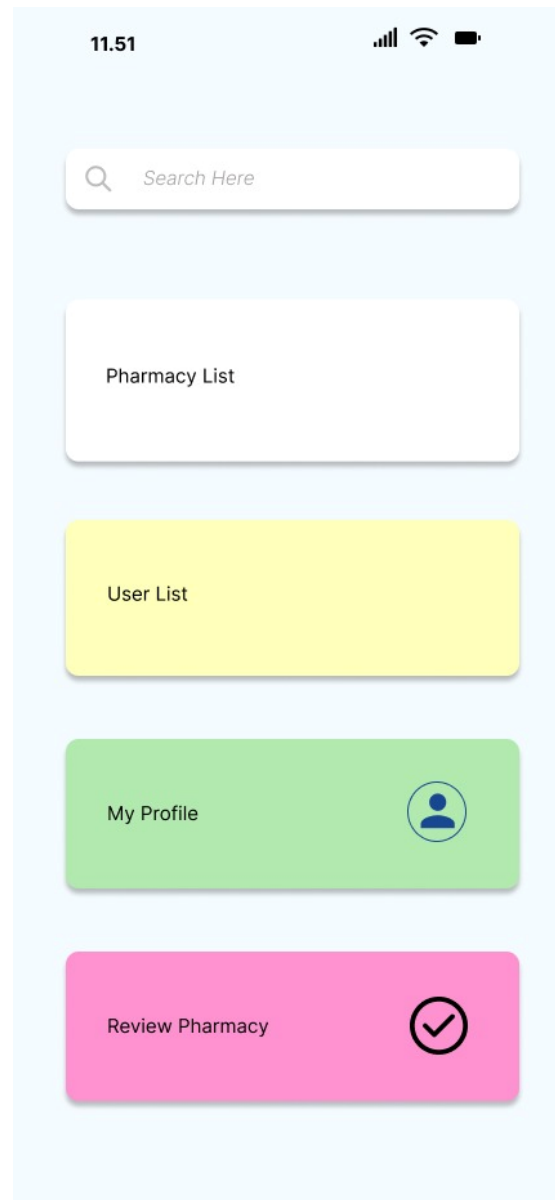 11.51
Search Here
Pharmacy List
User List
My Profile
Review Pharmacy